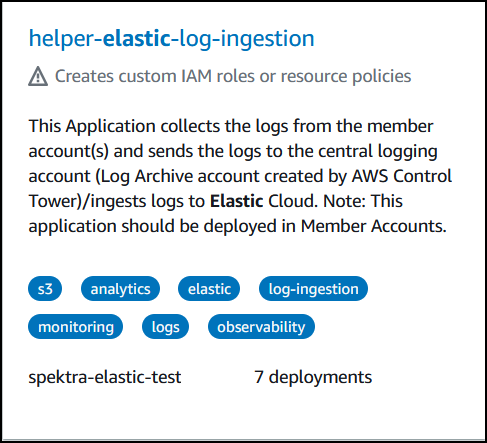 helper-elastic-log-ingestion
Creates custom IAM roles or resource policies
This Application collects the logs from the member
account(s) and sends the logs to the central logging
account (Log Archive account created by AWS Control
Tower)/ingests logs to Elastic Cloud. Note: This
application should be deployed in Member Accounts.
s3 analytics elastic log-ingestion
monitoring logs observability
spektra-elastic-test 7 deployments